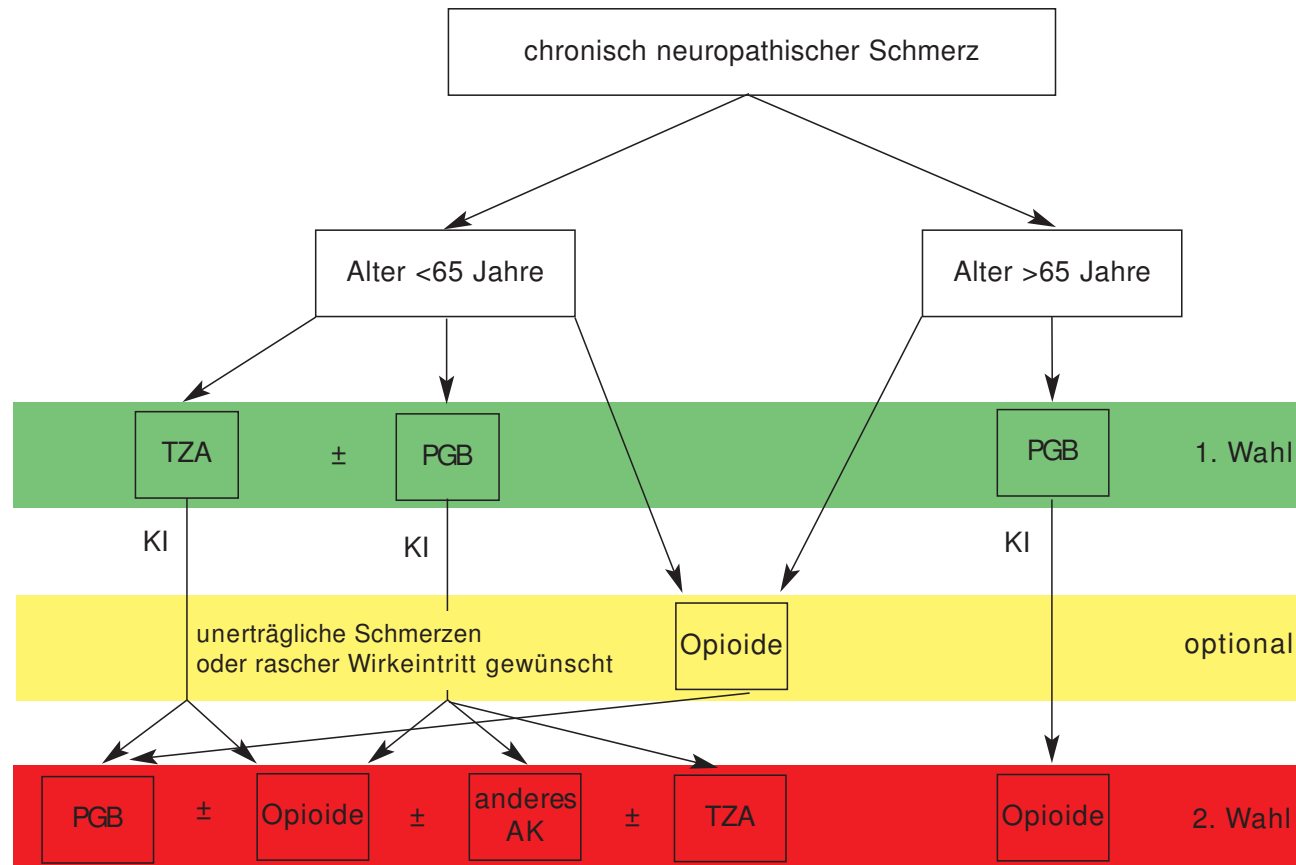 chronisch neuropathischer Schmerz
Alter <65 Jahre
Alter >65 Jahre
TZA
±
PGB
PGB
1. Wahl
KI
KI
KI
unerträgliche Schmerzen
oder rascher Wirkeintritt gewünscht
Opioide
optional
PGB
±
Opioide
±
anderes
AK
±
TZA
Opioide
2. Wahl